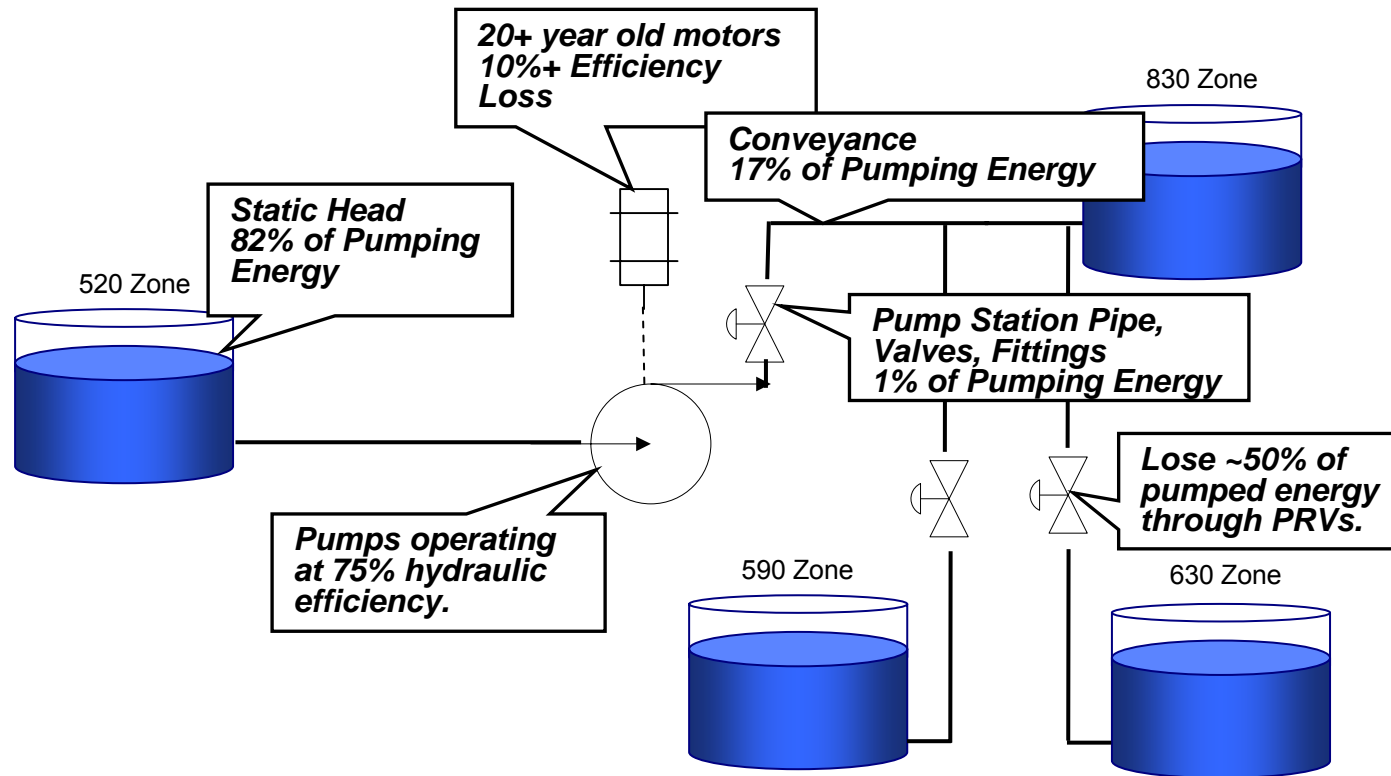 20+ year old motors
10%+ Efficiency
Loss
830 Zone
Conveyance
17% of Pumping Energy
Static Head
82% of Pumping
Energy
520 Zone
Pump Station Pipe,
Valves, Fittings
1% of Pumping Energy
Lose ~50% of
pumped energy
through PRVs.
Pumps operating
at 75% hydraulic
efficiency.
590 Zone
630 Zone